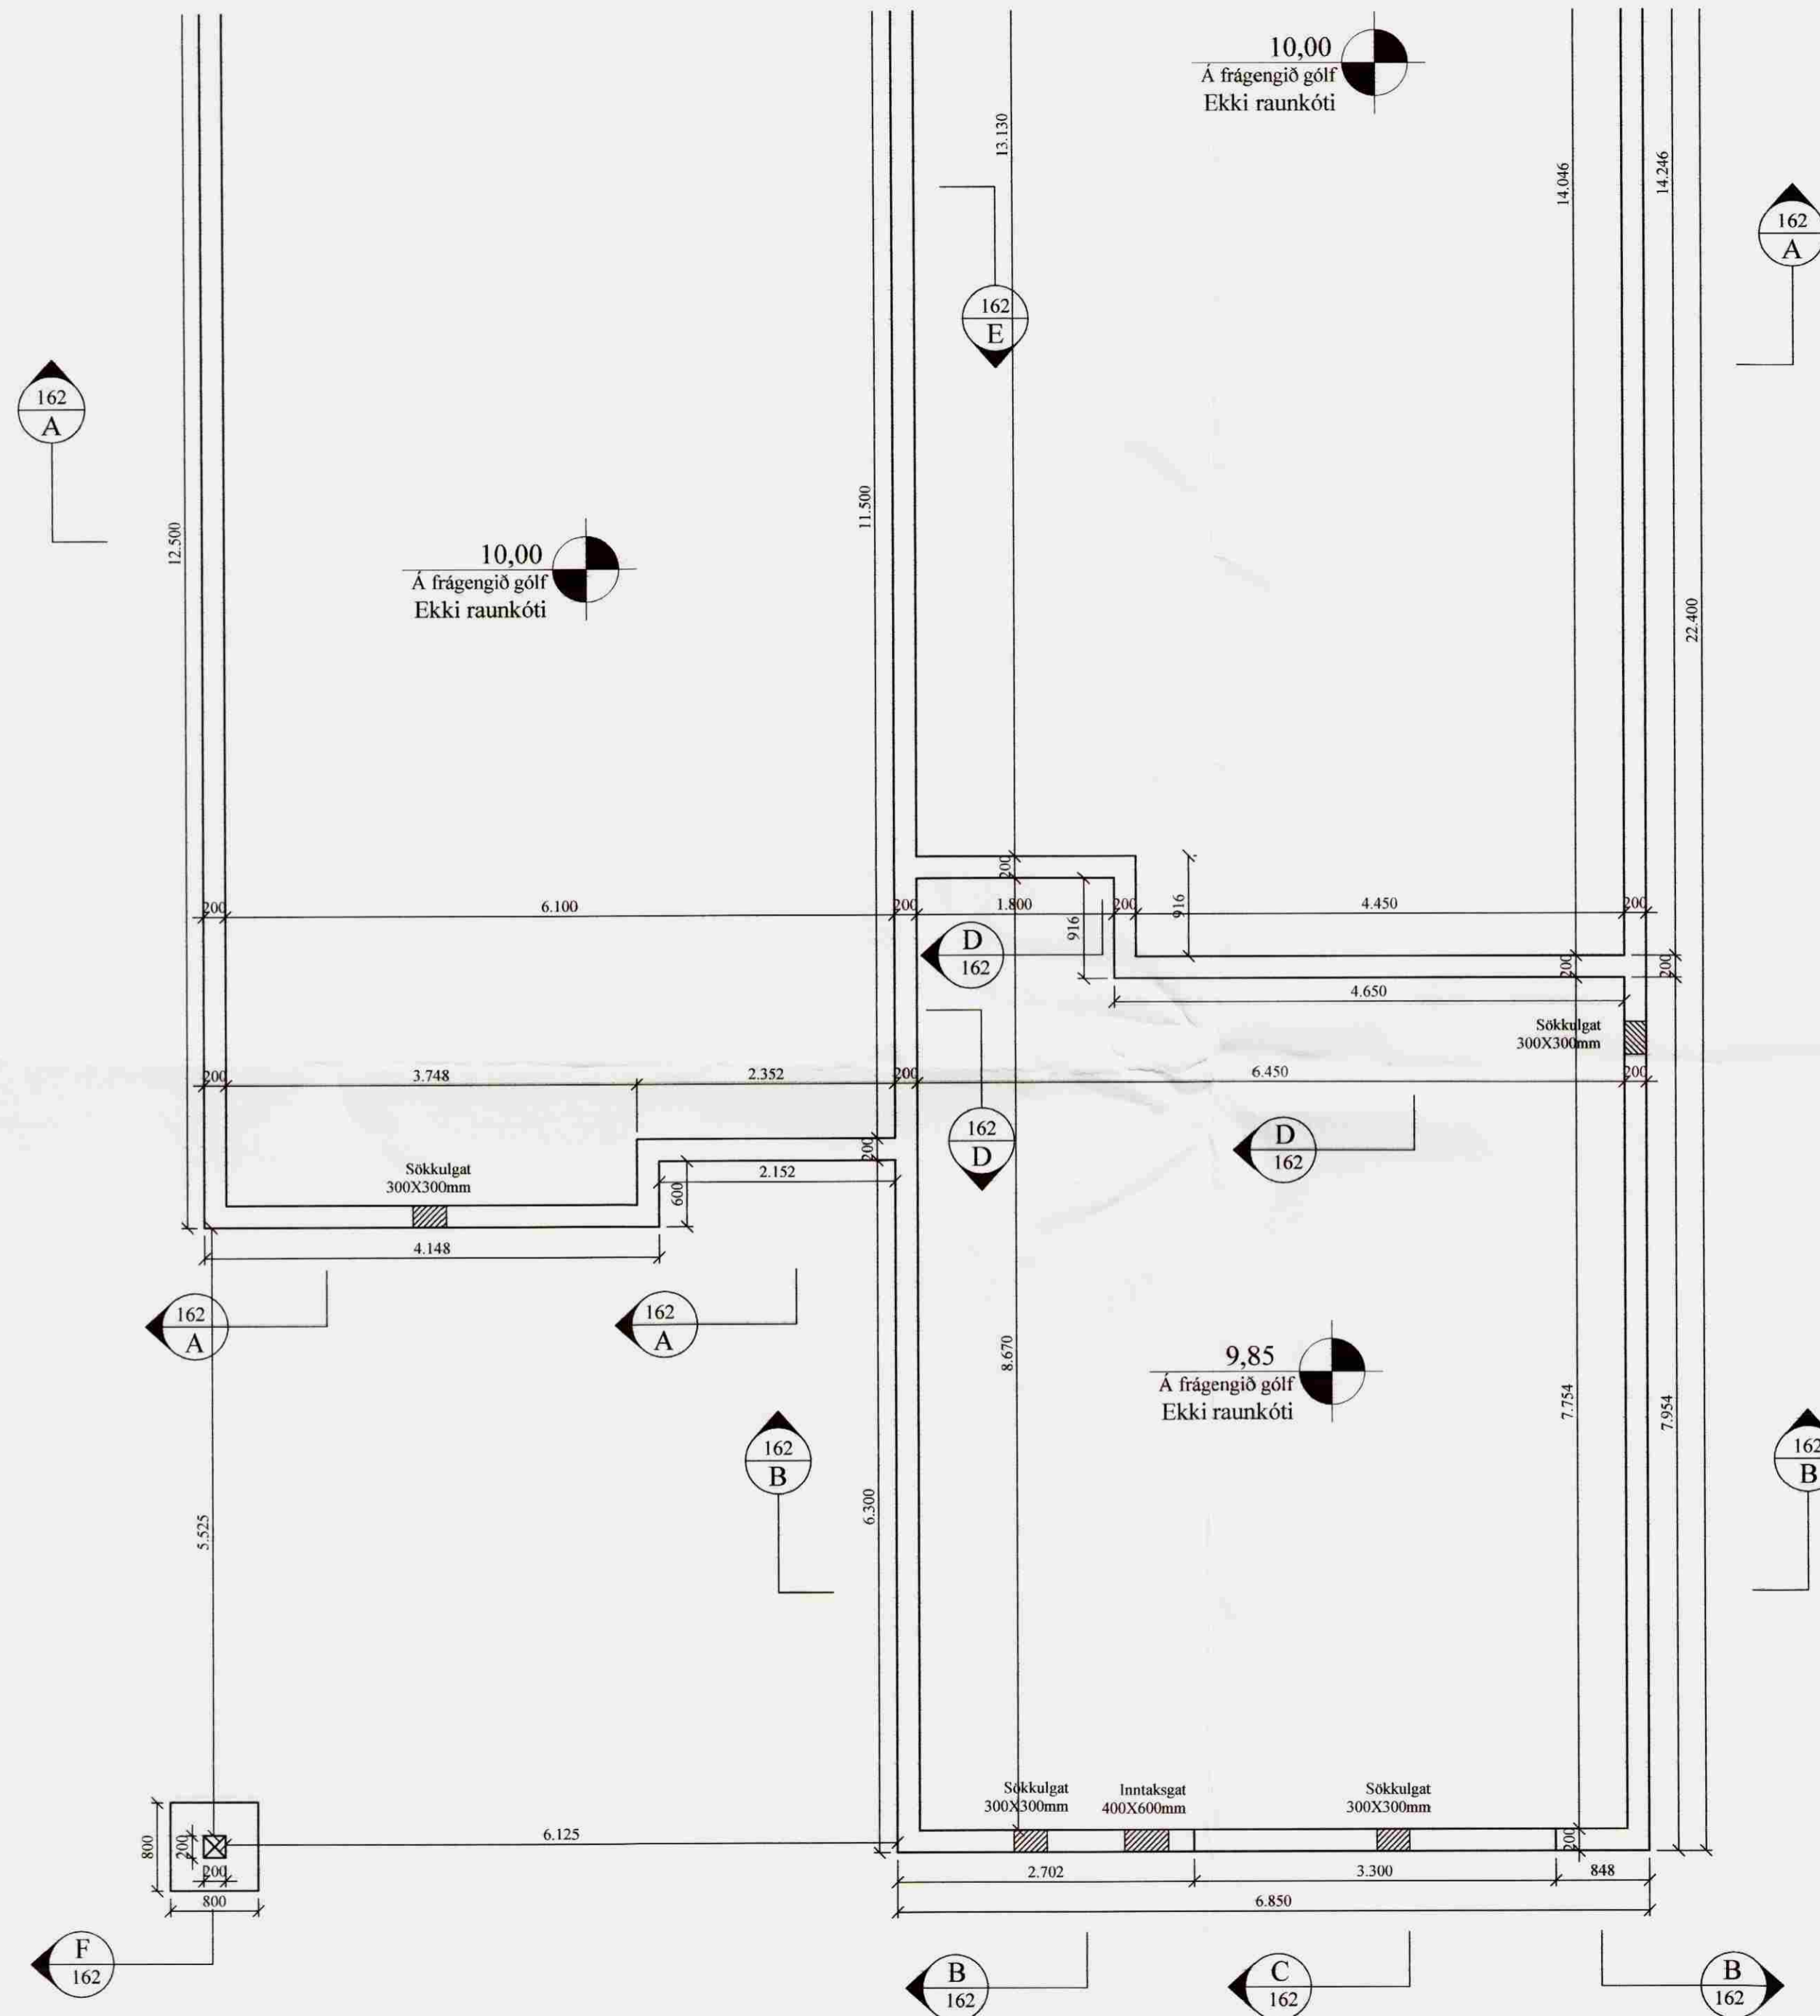 10,00
Á frágengið gólf
Ekki raunkóti
13.130
14.046
14.246
162
A
162
E
162
A
12.500
11.500
10,00
Á frágengið gólf
Ekki raunkóti
22.400
200
6.100
200
1.800
200
4.450
200
200
916
916
D
162
200
200
4.650
Sökkulgat
300X300mm
200
3.748
2.352
200
6.450
200
162
D
D
162
200
2.152
600
Sökkulgat
300X300mm
4.148
162
A
162
A
8.670
9,85
Á frágengið gólf
Ekki raunkóti
7.754
7.954
162
B
162
B
5.525
6.300
Sökkulgat
300X300mm
Inntaksgat
400X600mm
Sökkulgat
300X300mm
6.125
800
200
200
800
200
2.702
3.300
848
6.850
F
162
B
162
C
162
B
162